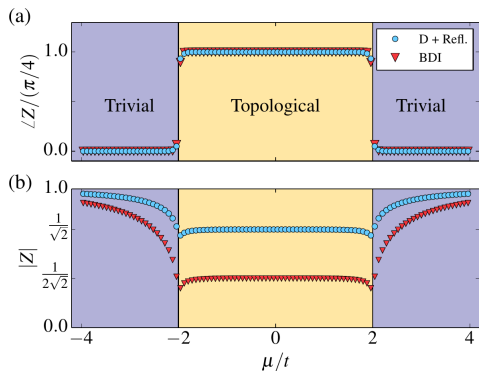 (a)
1.0
0.0
∠Z/(π/4)
Trivial
Topological
Trivial
D + Refl.
BDI
(b)
1.0
1/√2
1/2√2
0.0
|Z|
−4
−2
0
2
4
μ/t